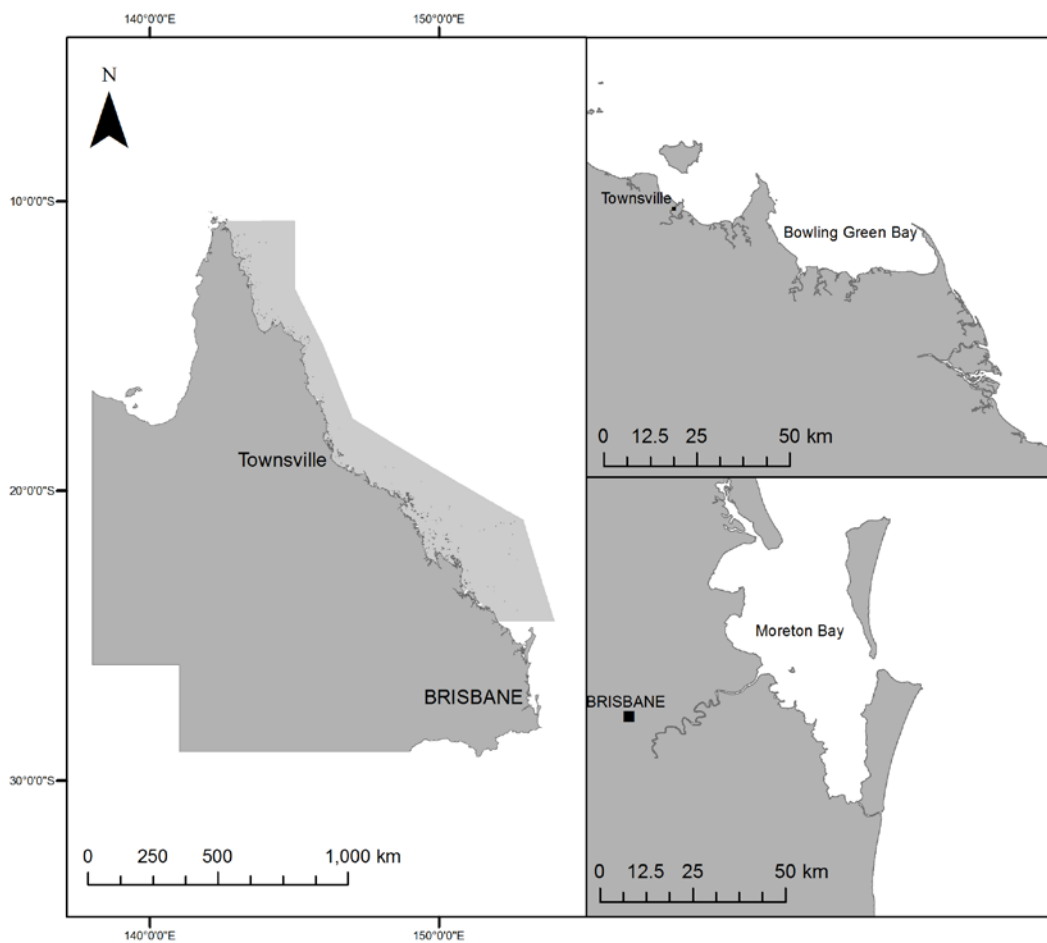 140°0'0"E 150°0'0"E
N
10°0'0"S
Townsville
20°0'0"S
BRISBANE
30°0'0"S
0 250 500 1,000 km
140°0'0"E 150°0'0"E
Townsville
Bowling Green Bay
0 12.5 25 50 km
Moreton Bay
BRISBANE
0 12.5 25 50 km